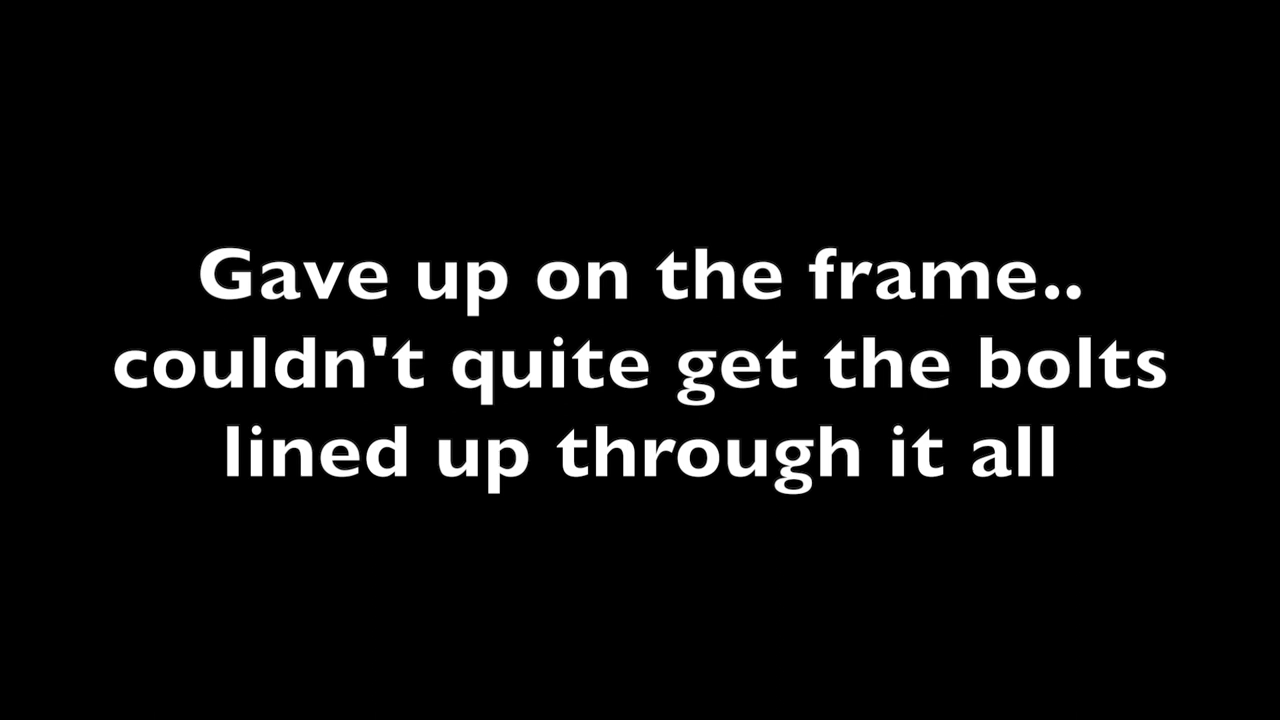 Gave up on the frame..
couldn't quite get the bolts
lined up through it all